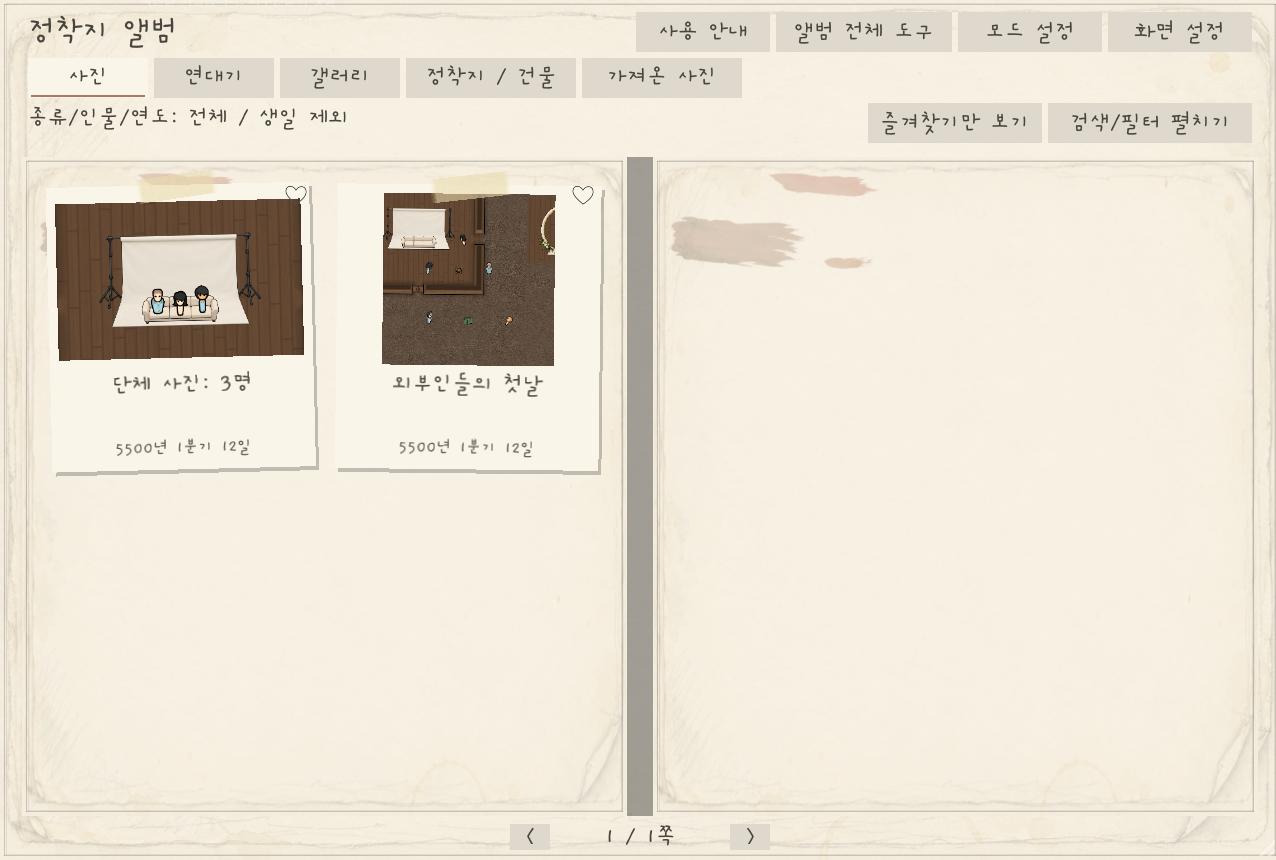 정착지 앨범
사용 안내
앨범 전체 도구
모드 설정
화면 설정
사진
연대기
갤러리
정착지 / 건물
가져온 사진
종류/인물/연도: 전체 / 생일 제외
즐겨찾기만 보기
검색/필터 펼치기
단체 사진: 3명
5500년 1분기 12일
외부인들의 첫날
5500년 1분기 12일
<
1 / 1쪽
>